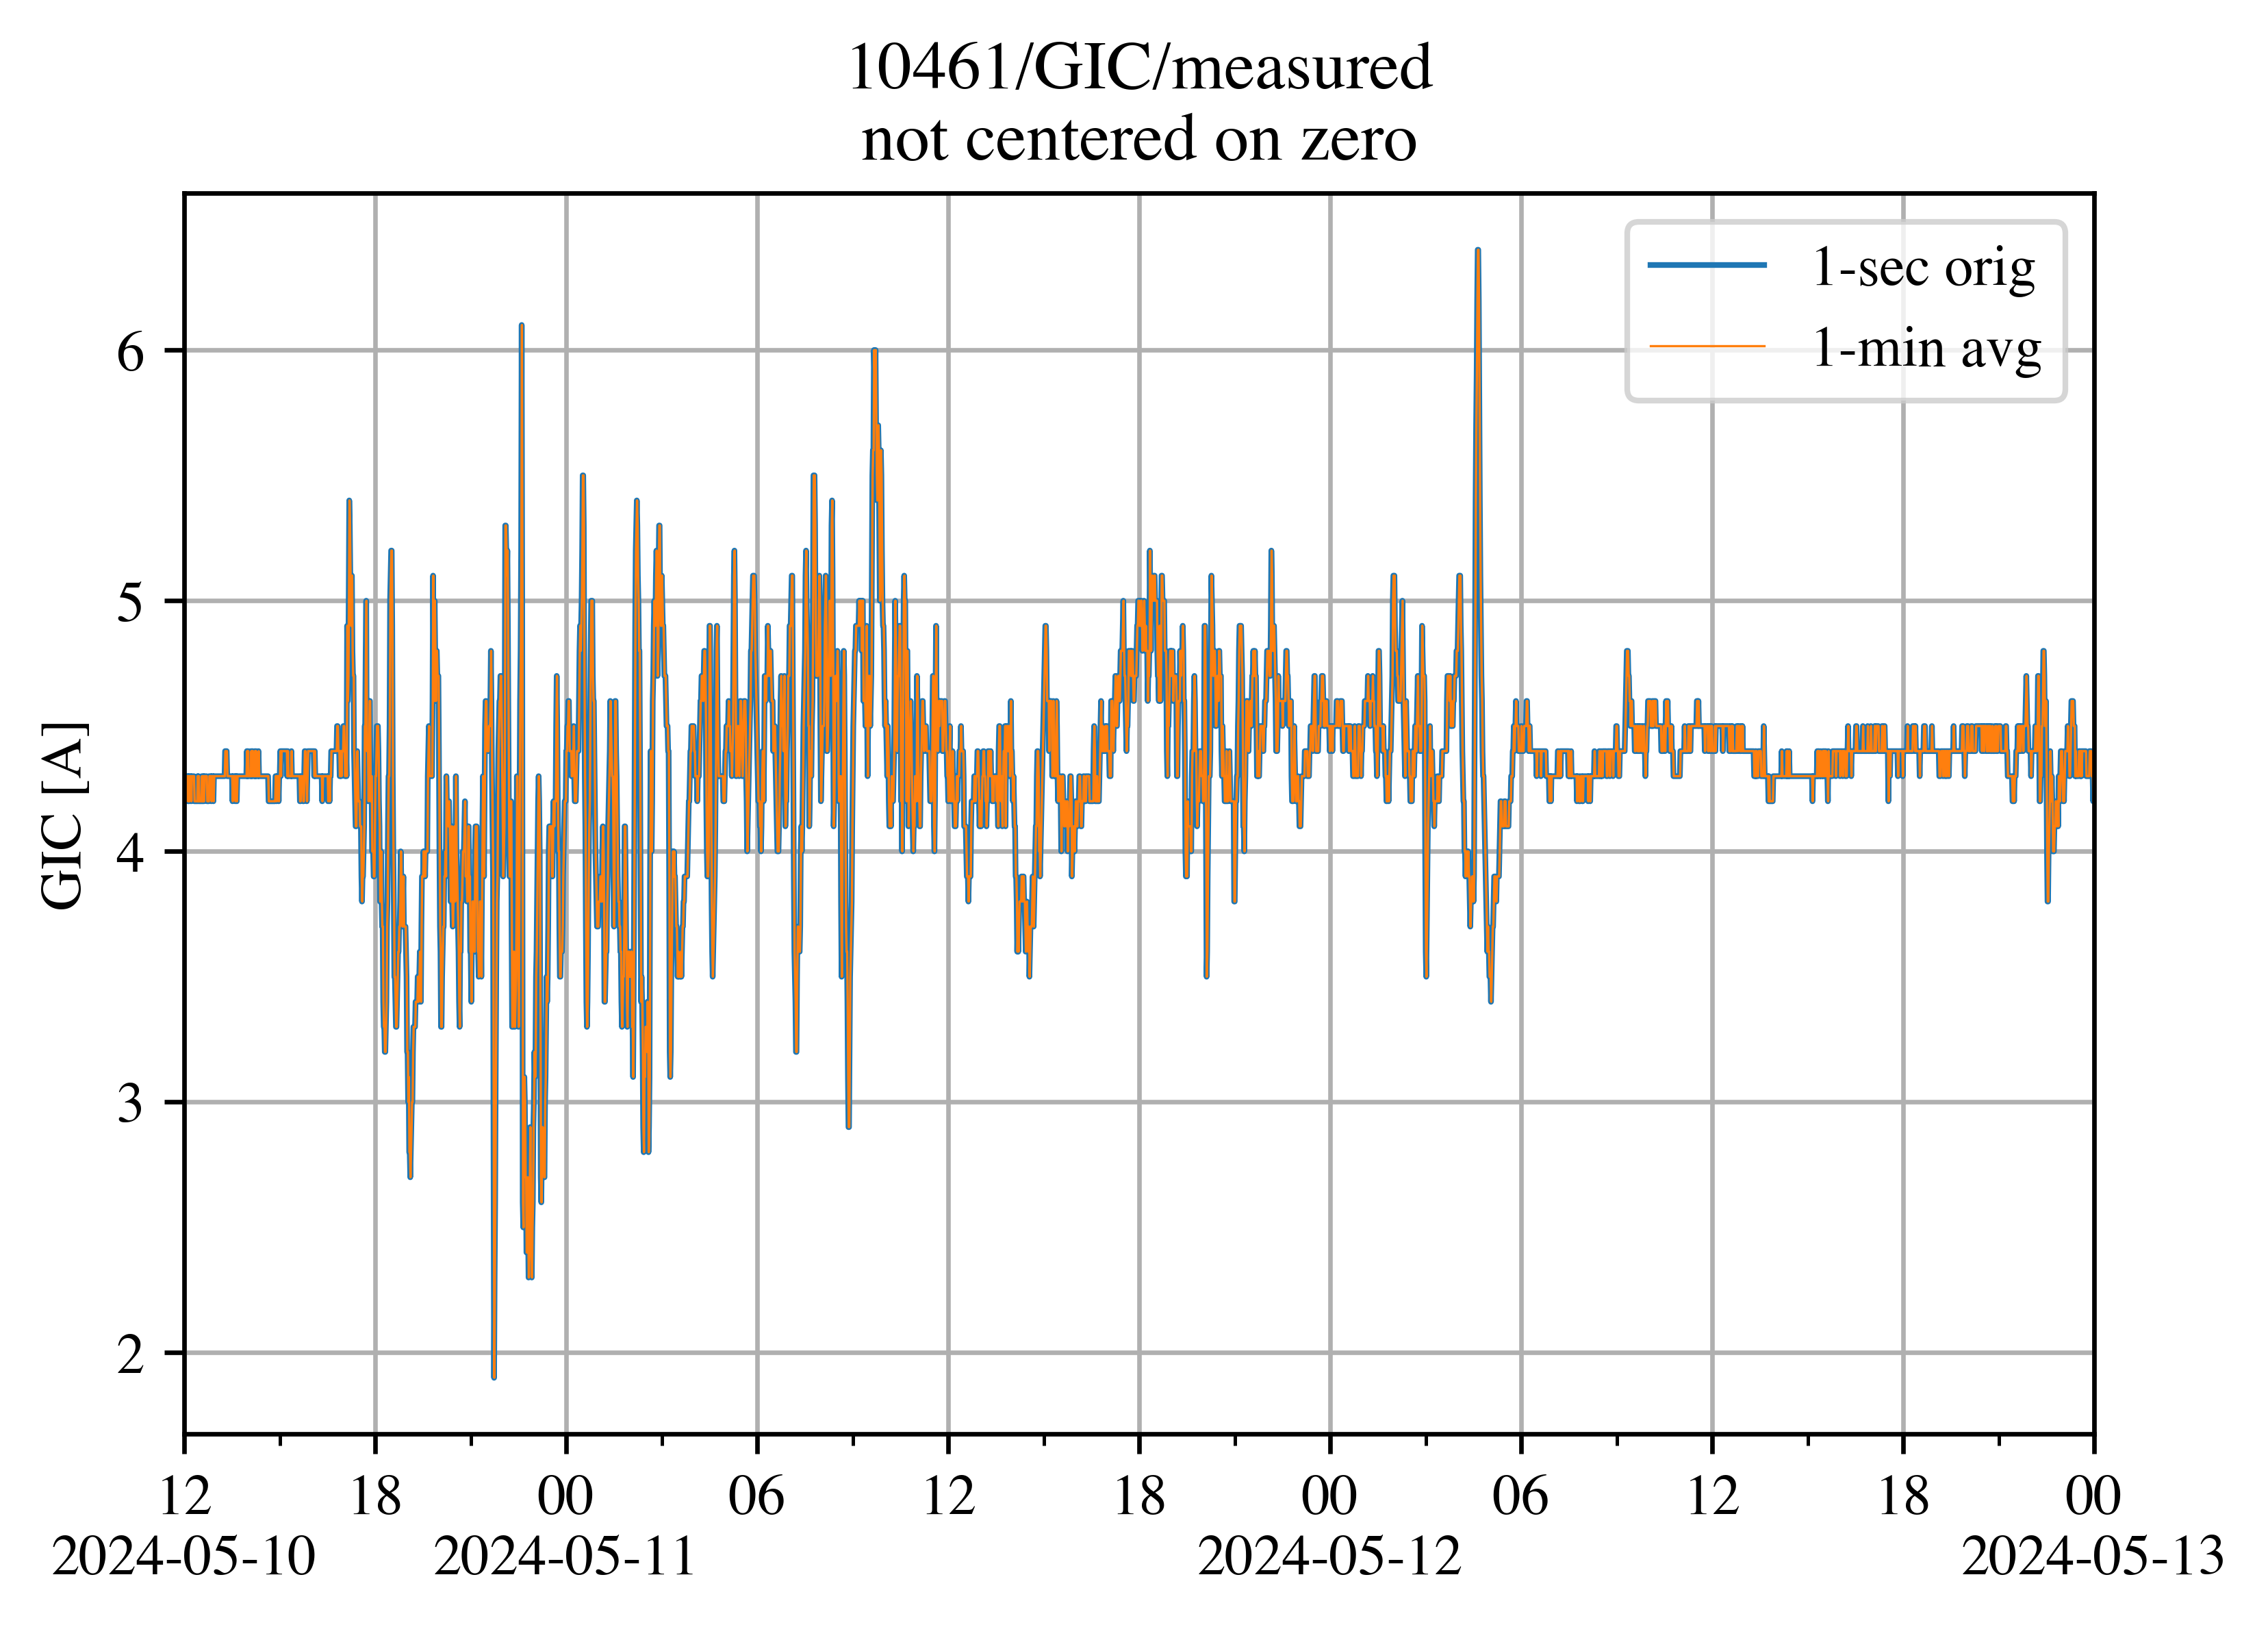 10461/GIC/measured
not centered on zero
1-sec orig
1-min avg
GIC [A]
6
5
4
3
2
12 18 00 06 12 18 00 06 12 18 00
2024-05-10 2024-05-11 2024-05-12 2024-05-13